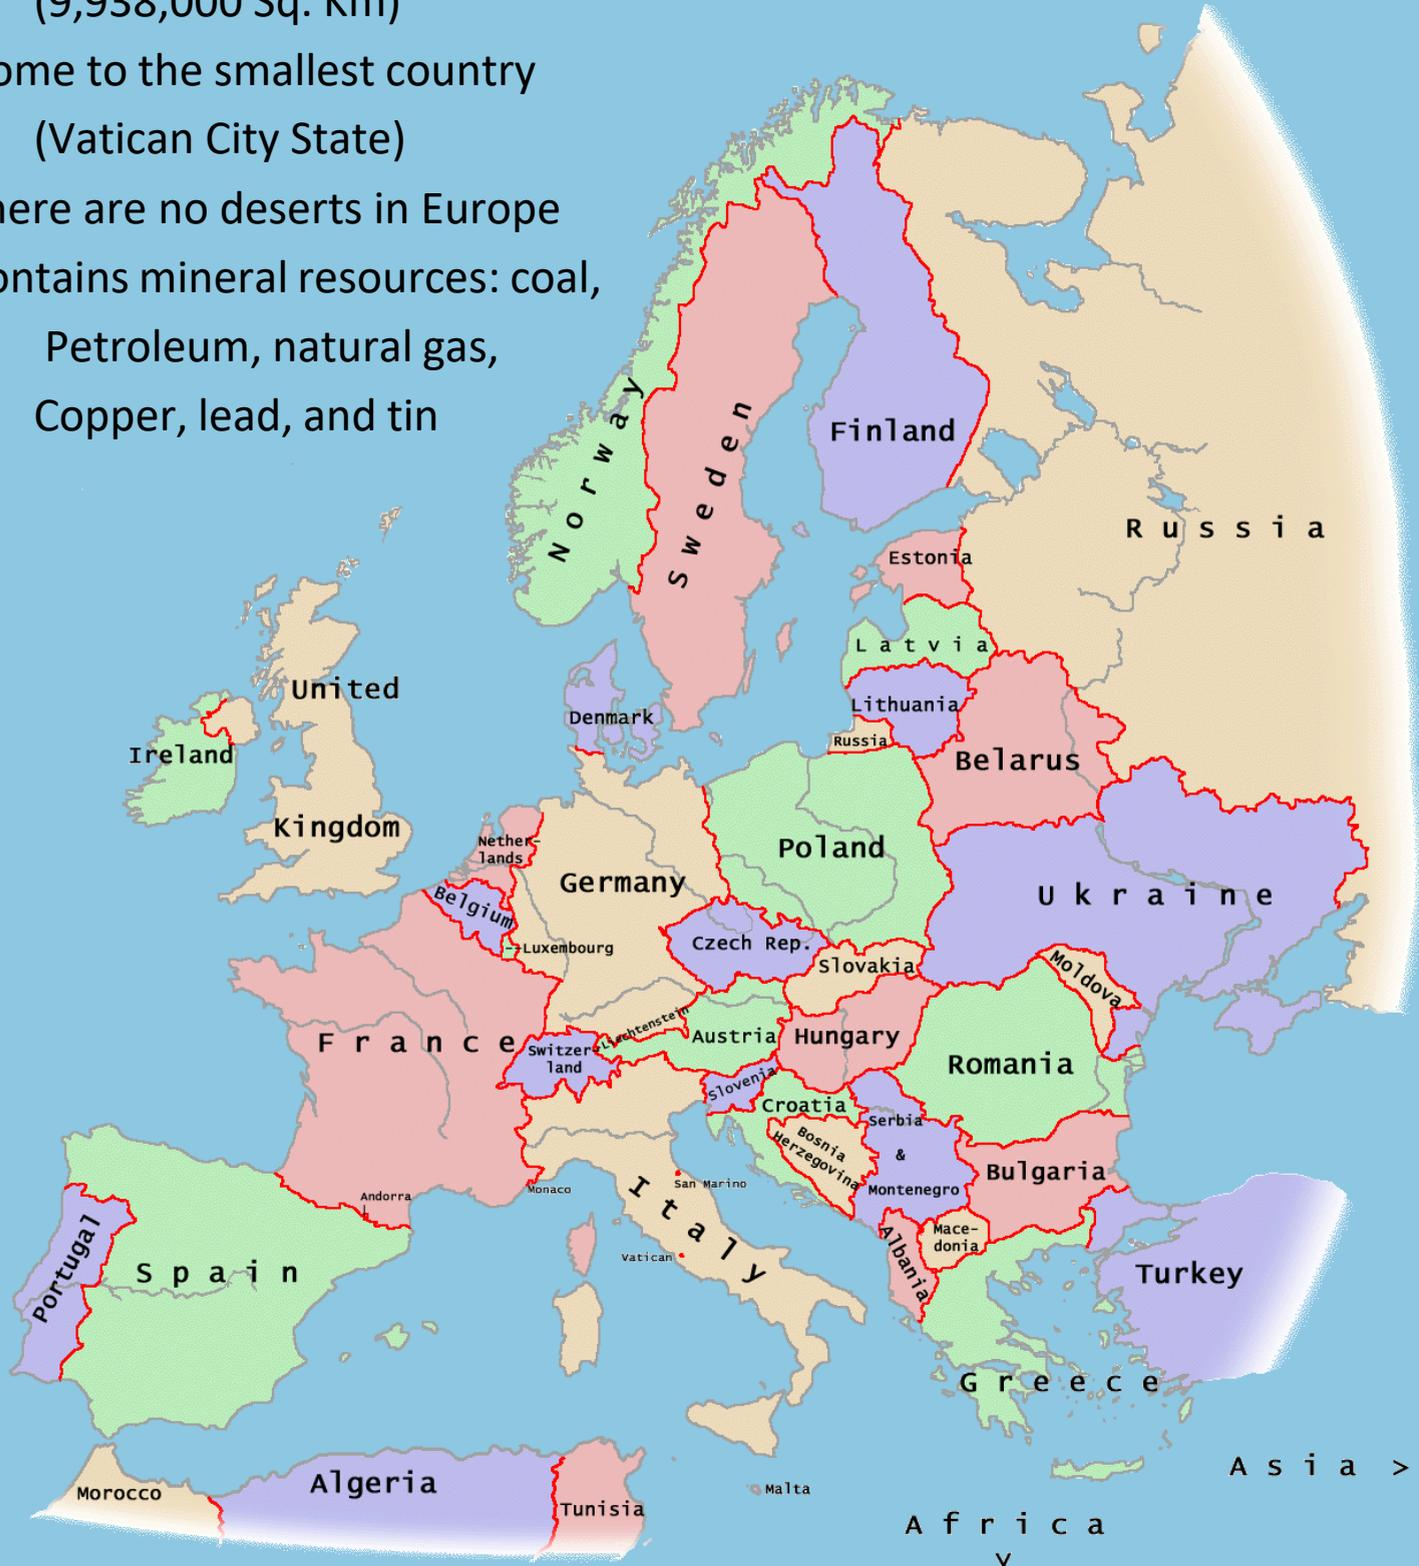 (9,938,000 Sq. Km)
ome to the smallest country
(Vatican City State)
here are no deserts in Europe
ontains mineral resources: coal,
Petroleum, natural gas,
Copper, lead, and tin
Norway
Sweden
Finland
Russia
Estonia
Latvia
Lithuania
Russia
Belarus
United
Kingdom
Ireland
Denmark
Nether-
lands
Belgium
--Luxembourg
Germany
Poland
Ukraine
Czech Rep.
Slovakia
Moldova
France
Switzer-
land
Liechtenstein
Austria
Hungary
Romania
Slovenia
Croatia
Bosnia
Herzegovina
Serbia
&
Montenegro
Bulgaria
Andorra
Monaco
San Marino
Italy
Vatican
Albania
Mace-
donia
Portugal
Spain
Turkey
Greece
Morocco
Algeria
Tunisia
Malta
Asia >
Africa
v